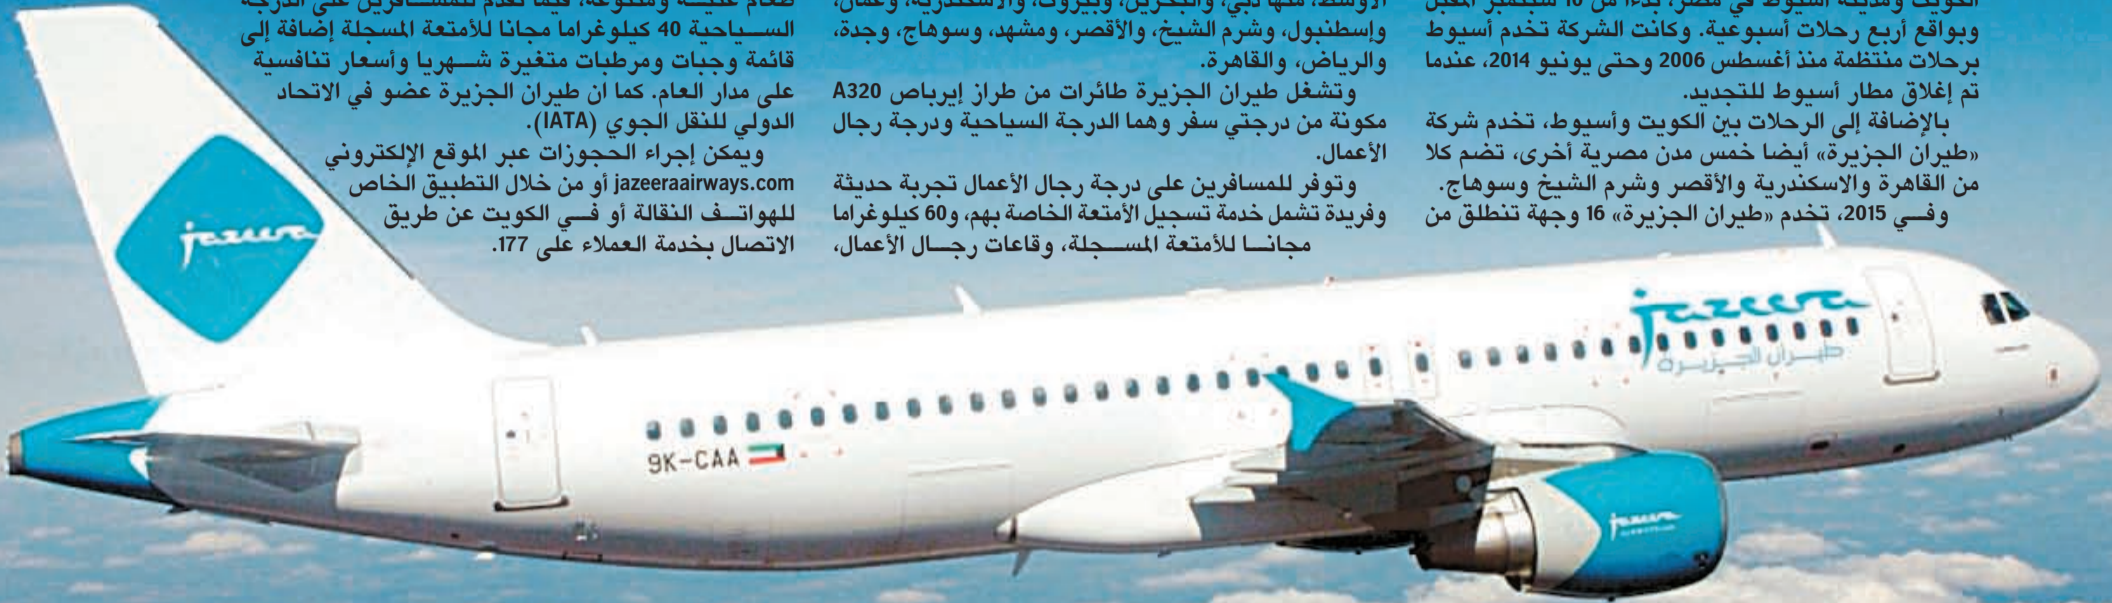 الكويت ومدينة أسيوط في مصر، بدءا من 16 سبتمبر المقبل
وبواقع أربع رحلات أسبوعية. وكانت الشركة تخدم أسيوط
برحلات منتظمة منذ أغسطس 2006 وحتى يونيو 2014، عندما
تم إغلاق مطار أسيوط للتجديد.
بالإضافة إلى الرحلات بين الكويت وأسيوط، تخدم شركة
«طيران الجزيرة» أيضا خمس مدن مصرية أخرى، تضم كلا
من القاهرة والاسكندرية والأقصر وشرم الشيخ وسوهاج.
وفي 2015، تخدم «طيران الجزيرة» 16 وجهة تنطلق من
الأوسط، منها دبي، والبحرين، وبيروت، والاسكندرية، وعمان،
وإسطنبول، وشرم الشيخ، والأقصر، ومشهد، وسوهاج، وجدة،
والرياض، والقاهرة.
وتشغل طيران الجزيرة طائرات من طراز إيرباص A320
مكونة من درجتي سفر وهما الدرجة السياحية ودرجة رجال
الأعمال.
وتوفر للمسافرين على درجة رجال الأعمال تجربة حديثة
وفريدة تشمل خدمة تسجيل الأمتعة الخاصة بهم، و60 كيلوغراما
مجانا للأمتعة المسجلة، وقاعات رجال الأعمال،
طعام غنية ومتنوعة، فيما تقدم للمسافرين على الدرجة
السياحية 40 كيلوغراما مجانا للأمتعة المسجلة إضافة إلى
قائمة وجبات ومرطبات متغيرة شهريا وأسعار تنافسية
على مدار العام. كما ان طيران الجزيرة عضو في الاتحاد
الدولي للنقل الجوي (IATA).
ويمكن إجراء الحجوزات عبر الموقع الإلكتروني
jazeeraairways.com أو من خلال التطبيق الخاص
للهواتف النقالة أو في الكويت عن طريق
الاتصال بخدمة العملاء على 177.
jazeera
jazeera
طيران الجزيرة
9K-CAA
jazeera